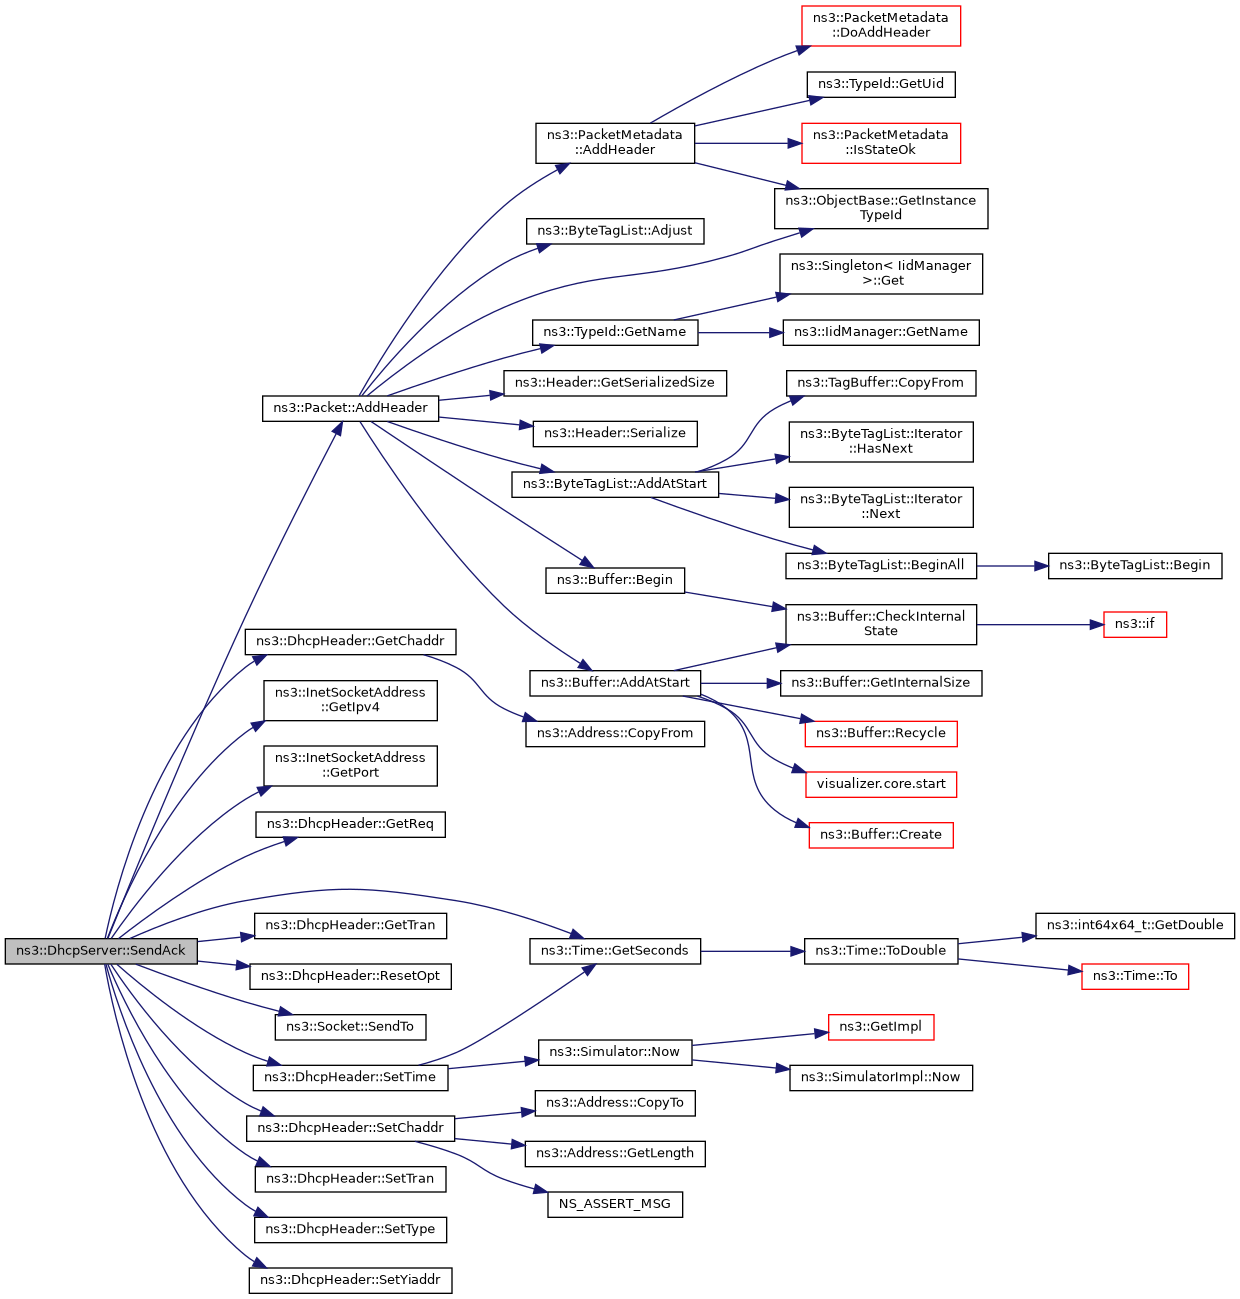 ns3::PacketMetadata
::DoAddHeader
ns3::TypeId::GetUid
ns3::PacketMetadata
::AddHeader
ns3::PacketMetadata
::IsStateOk
ns3::ObjectBase::GetInstance
TypeId
ns3::ByteTagList::Adjust
ns3::Singleton< IidManager
>::Get
ns3::TypeId::GetName
ns3::IidManager::GetName
ns3::Header::GetSerializedSize
ns3::TagBuffer::CopyFrom
ns3::Packet::AddHeader
ns3::Header::Serialize
ns3::ByteTagList::Iterator
::HasNext
ns3::ByteTagList::AddAtStart
ns3::ByteTagList::Iterator
::Next
ns3::ByteTagList::BeginAll
ns3::ByteTagList::Begin
ns3::Buffer::Begin
ns3::Buffer::CheckInternal
State
ns3::if
ns3::DhcpHeader::GetChaddr
ns3::Buffer::AddAtStart
ns3::Buffer::GetInternalSize
ns3::InetSocketAddress
::GetIpv4
ns3::Address::CopyFrom
ns3::Buffer::Recycle
ns3::InetSocketAddress
::GetPort
visualizer.core.start
ns3::DhcpHeader::GetReq
ns3::Buffer::Create
ns3::DhcpHeader::GetTran
ns3::int64x64_t::GetDouble
ns3::DhcpServer::SendAck
ns3::Time::GetSeconds
ns3::Time::ToDouble
ns3::DhcpHeader::ResetOpt
ns3::Time::To
ns3::Socket::SendTo
ns3::GetImpl
ns3::Simulator::Now
ns3::DhcpHeader::SetTime
ns3::SimulatorImpl::Now
ns3::Address::CopyTo
ns3::DhcpHeader::SetChaddr
ns3::Address::GetLength
ns3::DhcpHeader::SetTran
NS_ASSERT_MSG
ns3::DhcpHeader::SetType
ns3::DhcpHeader::SetYiaddr